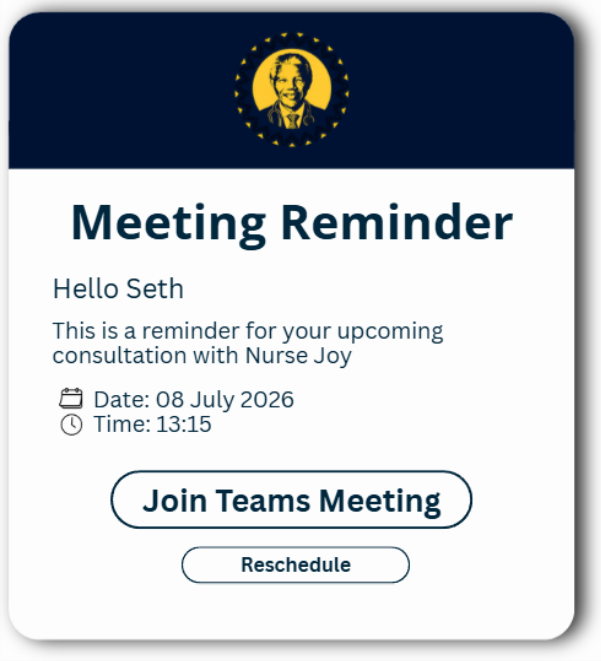 Meeting Reminder
Hello Seth
This is a reminder for your upcoming
consultation with Nurse Joy
Date: 08 July 2026
Time: 13:15
Join Teams Meeting
Reschedule